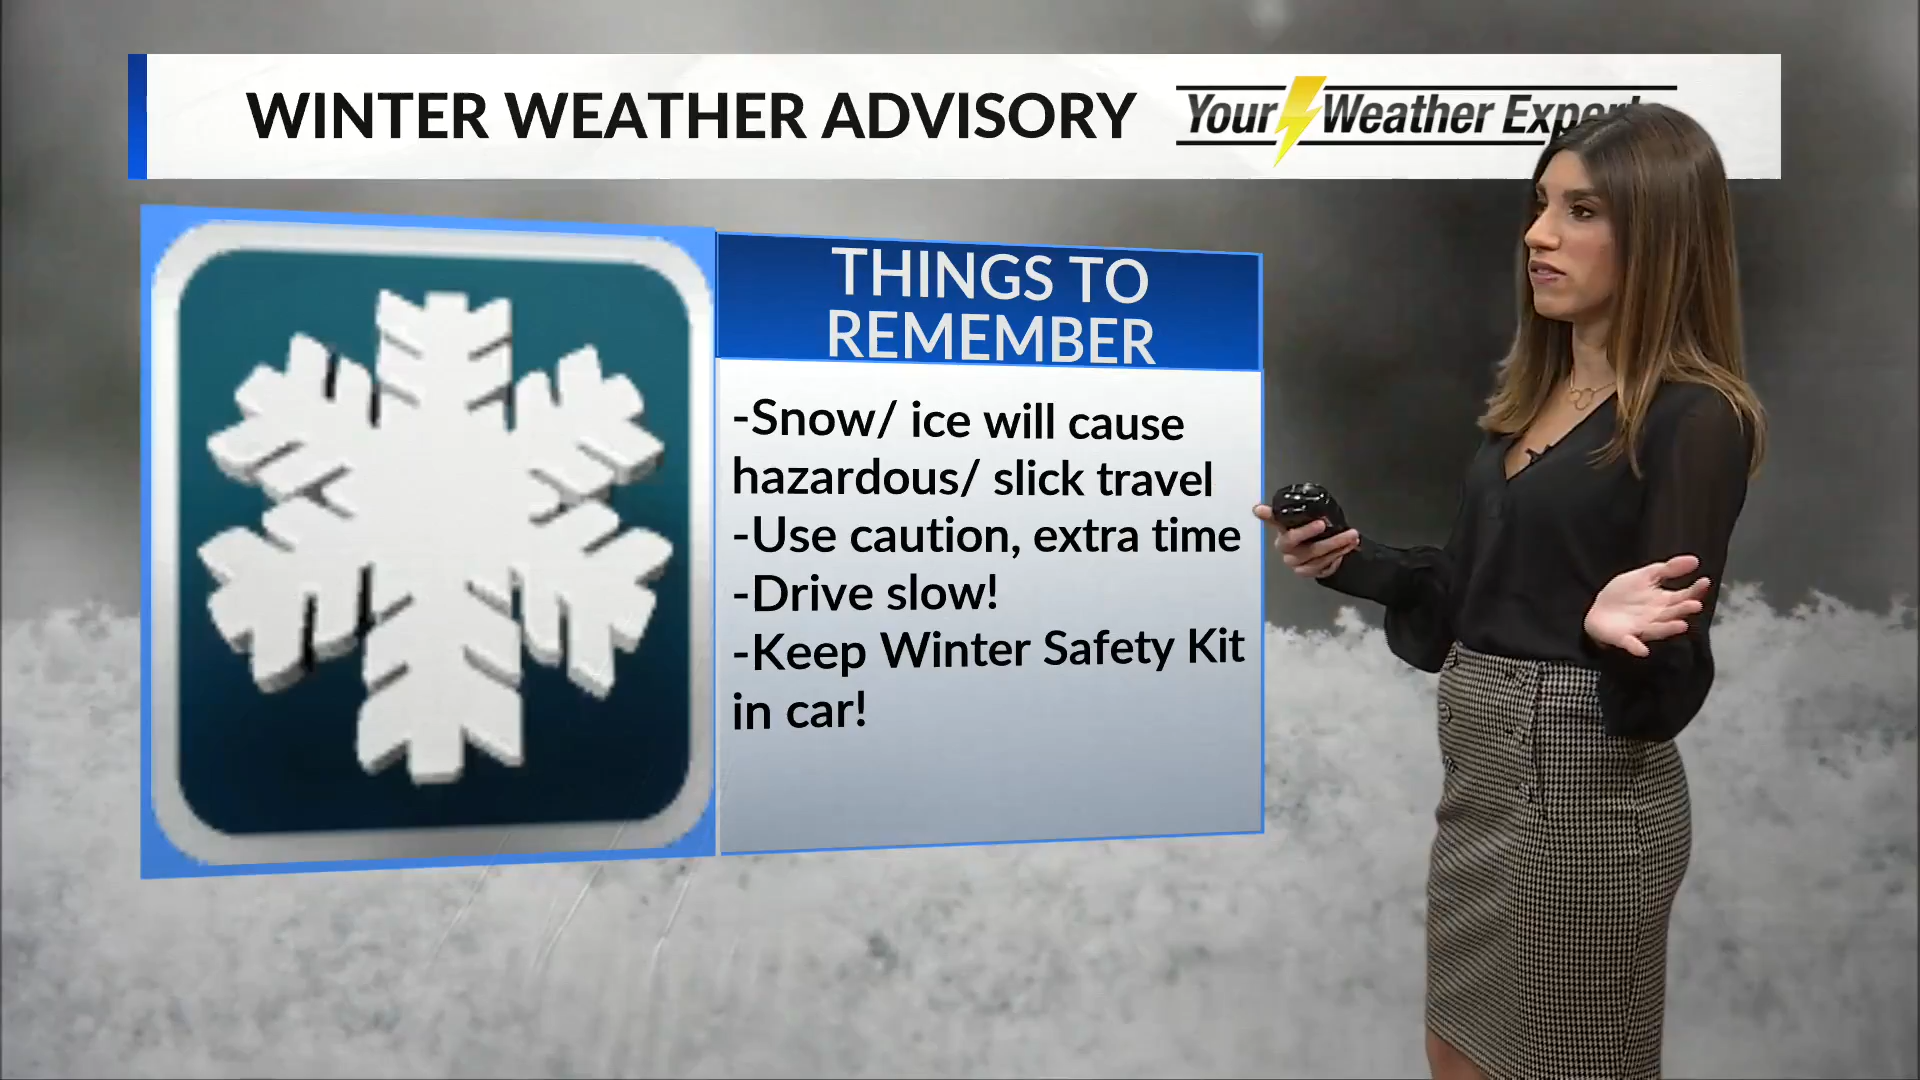 WINTER WEATHER ADVISORY
Your Weather
THINGS TO
REMEMBER
-Snow/ ice will cause
hazardous/ slick travel
-Use caution, extra time
-Drive slow!
-Keep Winter Safety Kit
in car!